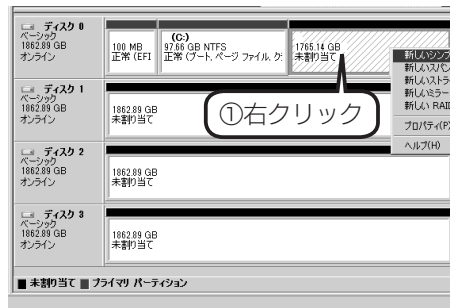 ディスク 0
ベーシック
1862.89 GB
オンライン
100 MB
正常 (EFI
(C:)
97.66 GB NTFS
正常 (ブート, ページ ファイル, ク
1765.14 GB
未割り当て
新しいシンプ
新しいスパン
新しいストラ
新しいミラー
新しい RAID
プロパティ(P)
ヘルプ(H)
①右クリック
ディスク 1
ベーシック
1862.89 GB
オンライン
1862.89 GB
未割り当て
ディスク 2
ベーシック
1862.89 GB
オンライン
1862.89 GB
未割り当て
ディスク 3
ベーシック
1862.89 GB
オンライン
1862.89 GB
未割り当て
未割り当て プライマリ パーティション